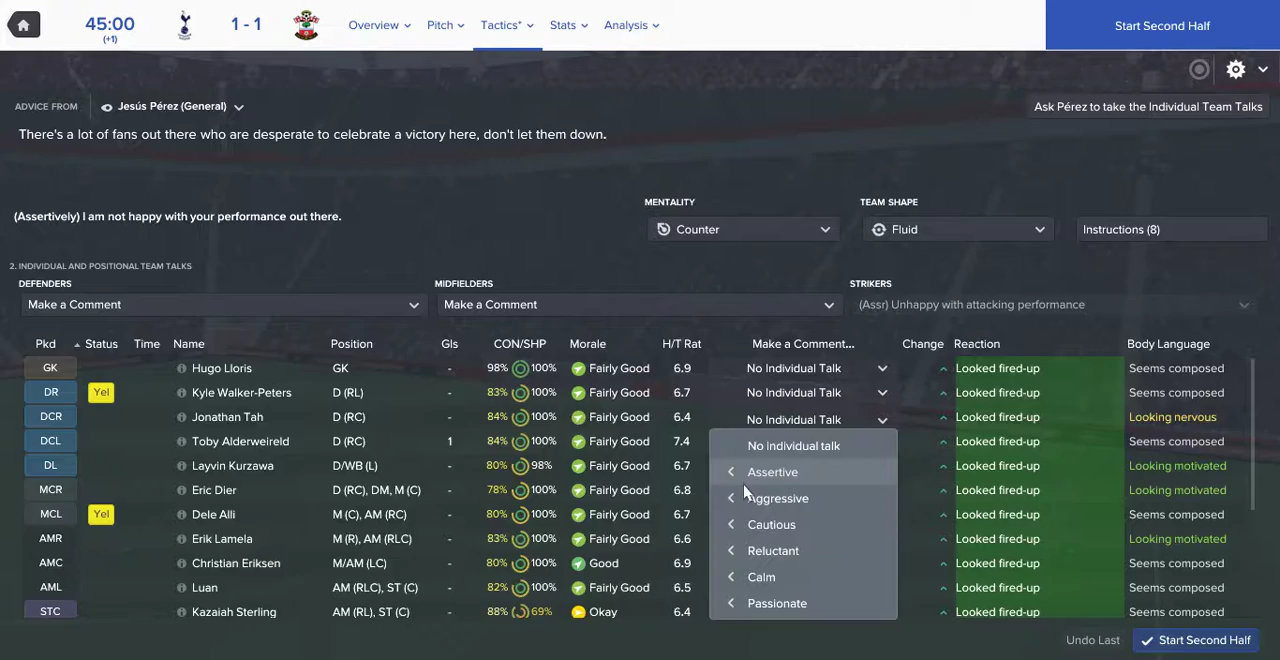 45:00
(+1)
1 - 1
Overview
Pitch
Tactics*
Stats
Analysis
Start Second Half
ADVICE FROM
Jesús Pérez (General)
Ask Pérez to take the Individual Team Talks
There's a lot of fans out there who are desperate to celebrate a victory here, don't let them down.
(Assertively) I am not happy with your performance out there.
MENTALITY
Counter
TEAM SHAPE
Fluid
Instructions (8)
2. INDIVIDUAL AND POSITIONAL TEAM TALKS
DEFENDERS
Make a Comment
MIDFIELDERS
Make a Comment
STRIKERS
(Assr) Unhappy with attacking performance
Pkd Status Time Name Position Gls CON/SHP Morale H/T Rat Make a Comment... Change Reaction Body Language
GK Hugo Lloris GK - 98% 100% Fairly Good 6.9 No Individual Talk Looked fired-up Seems composed
DR Yel Kyle Walker-Peters D (RL) - 83% 100% Fairly Good 6.7 No Individual Talk Looked fired-up Seems composed
DCR Jonathan Tah D (RC) - 84% 100% Fairly Good 6.4 No Individual Talk Looked fired-up Looking nervous
DCL Toby Alderweireld D (RC) 1 84% 100% Fairly Good 7.4 Looked fired-up Seems composed
DL Layvin Kurzawa D/WB (L) - 80% 98% Fairly Good 6.7 Looked fired-up Looking motivated
MCR Eric Dier D (RC), DM, M (C) - 78% 100% Fairly Good 6.8 Looked fired-up Looking motivated
MCL Yel Dele Alli M (C), AM (RC) - 80% 100% Fairly Good 6.7 Looked fired-up Seems composed
AMR Erik Lamela M (R), AM (RLC) - 83% 100% Fairly Good 6.6 Looked fired-up Looking motivated
AMC Christian Eriksen M/AM (LC) - 80% 100% Good 6.9 Looked fired-up Seems composed
AML Luan AM (RLC), ST (C) - 82% 100% Fairly Good 6.5 Looked fired-up Seems composed
STC Kazaiah Sterling AM (RL), ST (C) - 88% 69% Okay 6.4 Looked fired-up Seems composed
No individual talk
Assertive
Aggressive
Cautious
Reluctant
Calm
Passionate
Undo Last
Start Second Half